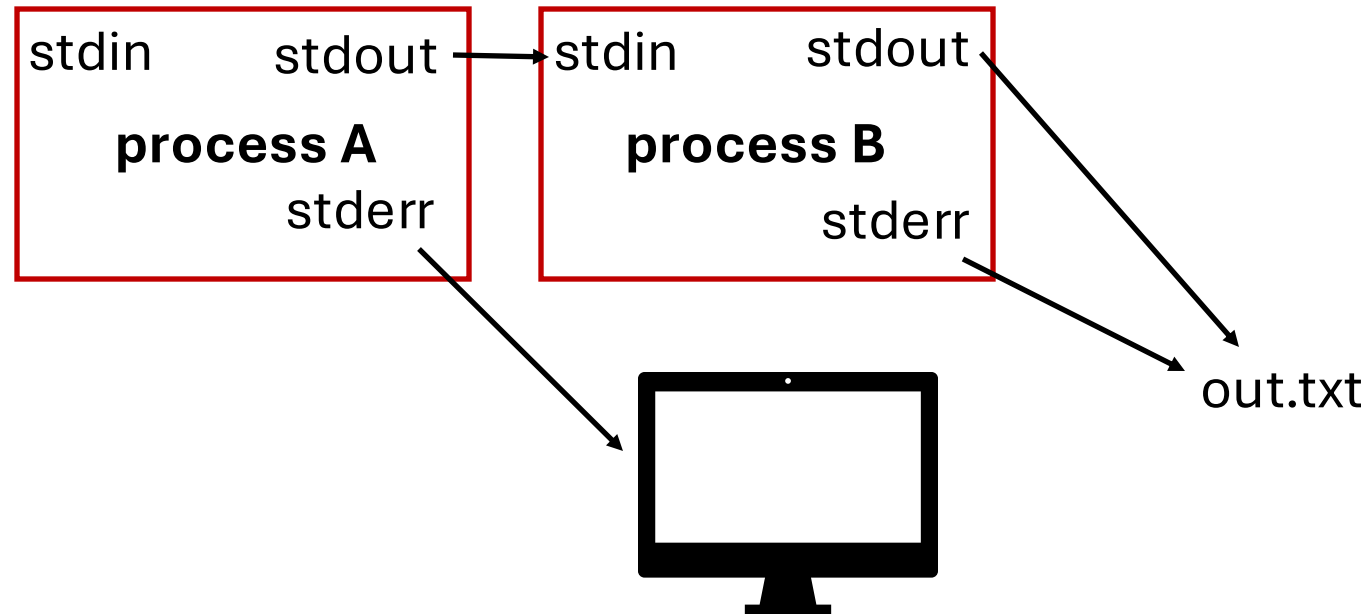 stdin stdout
process A
stderr
stdin stdout
process B
stderr
out.txt